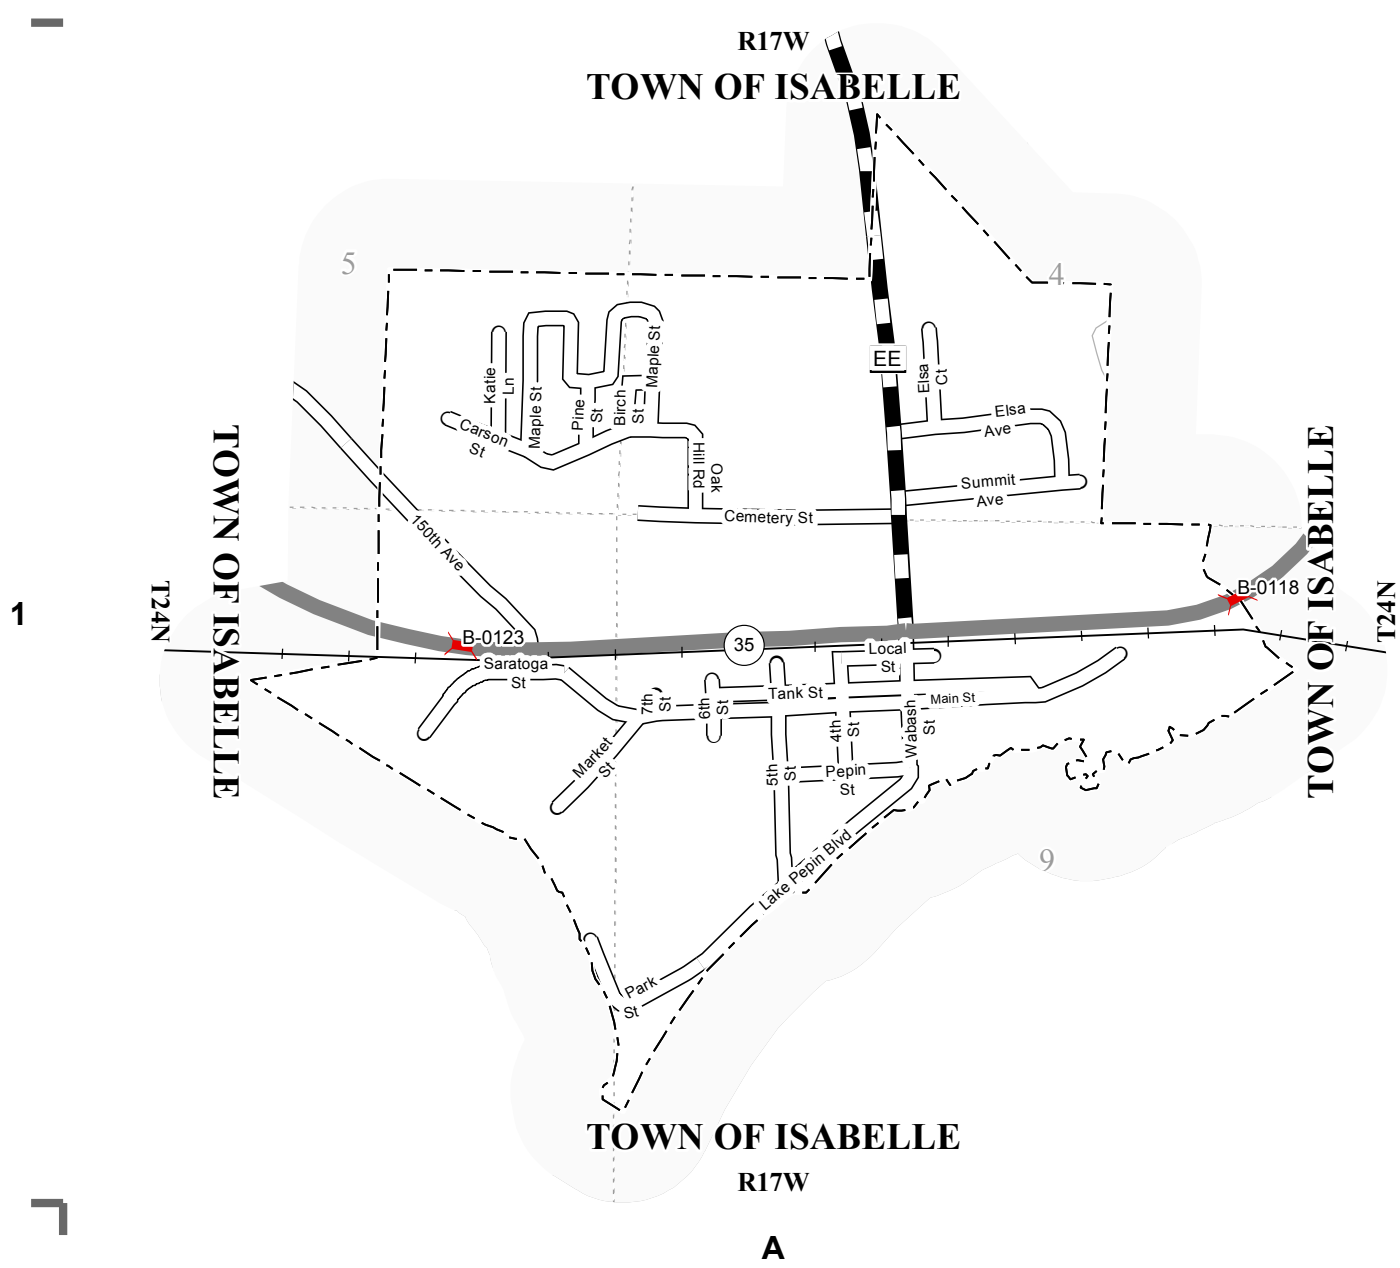 R17W
TOWN OF ISABELLE
5
4
EE
Katie
Ln
Maple St
Pine
St
Birch
St
Maple St
Carson
St
Hill Rd
Oak
Elsa
Ct
Elsa
Ave
Summit
Ave
Cemetery St
150th Ave
TOWN OF ISABELLE
TOWN OF ISABELLE
T24N
T24N
1
B-0123
B-0118
35
Saratoga
St
Local
St
7th
St
6th
St
Tank St
Main St
4th
St
Wabash
St
Market
St
5th
St
Pepin
St
Lake Pepin Blvd
9
Park
St
TOWN OF ISABELLE
R17W
A